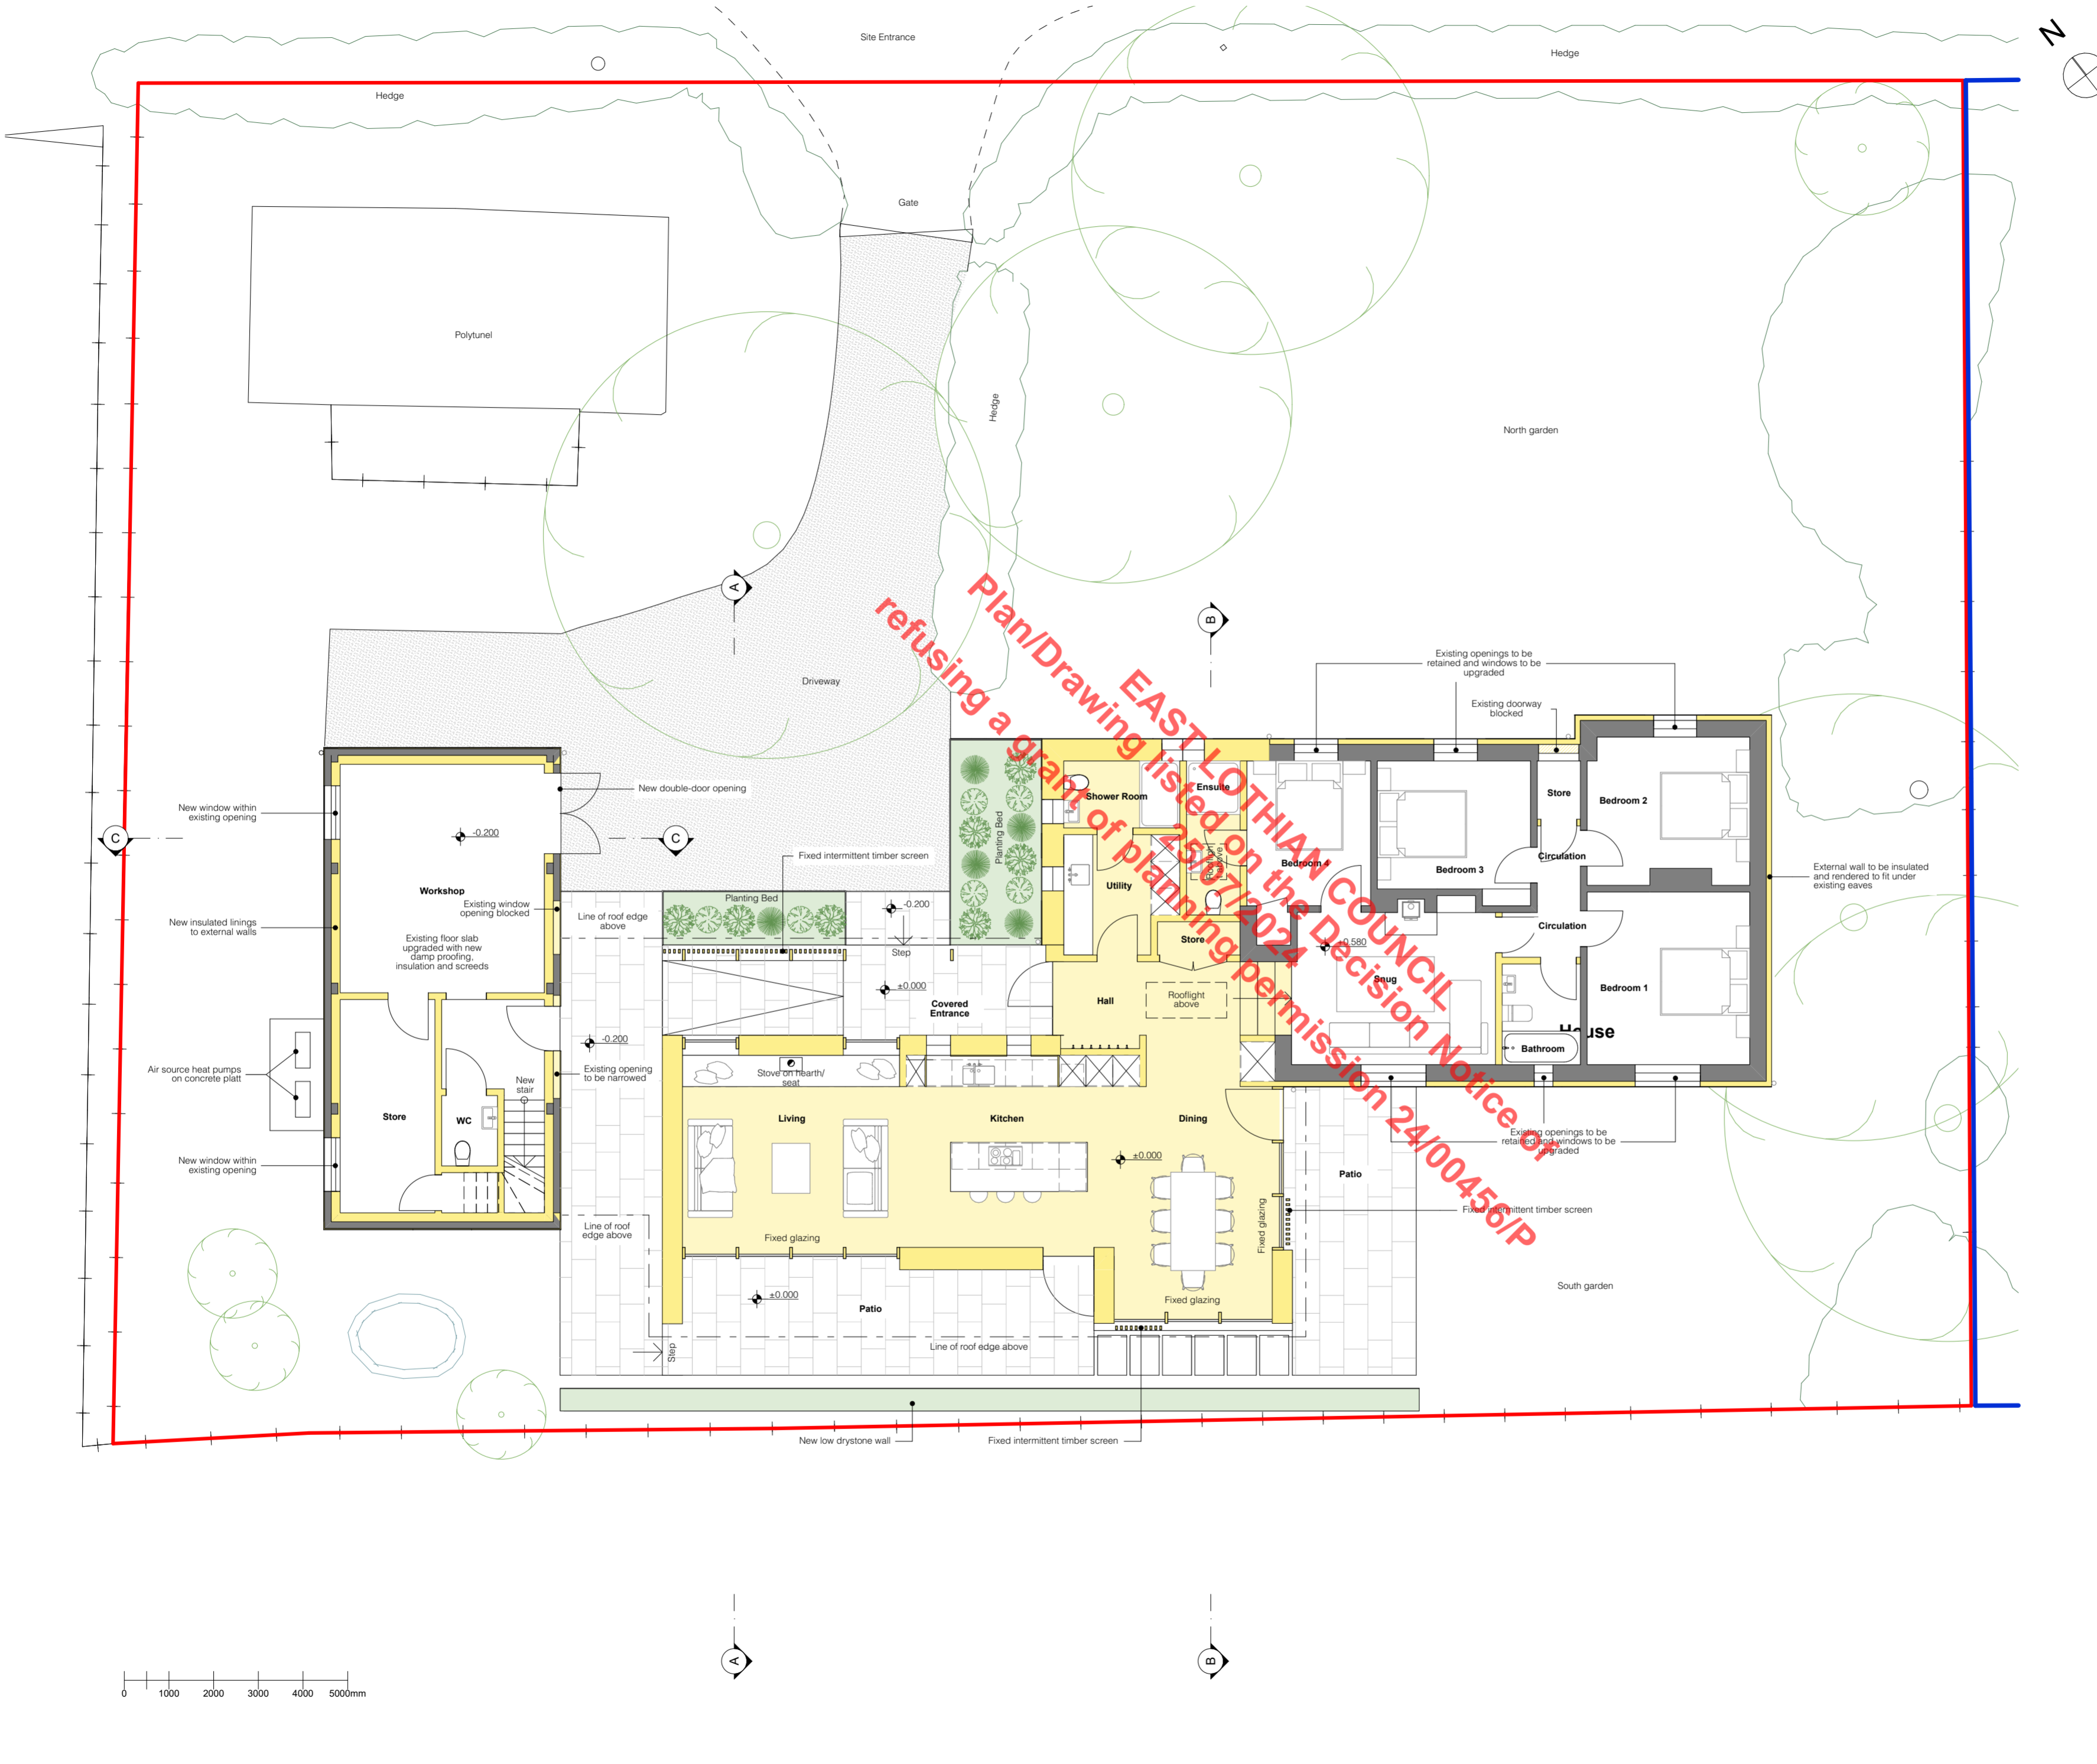 Site Entrance
Hedge
N
Hedge
Gate
Polytunel
Hedge
North garden
A
B
Driveway
Existing openings to be
retained and windows to be
upgraded
Existing doorway
blocked
New double-door opening
New window within
existing opening
-0.200
C
C
Shower Room
Ensuite
Store
Bedroom 2
Planting Bed
Fixed intermittent timber screen
Rooflight
above
Bedroom 4
Bedroom 3
Circulation
External wall to be insulated
and rendered to fit under
existing eaves
Utility
Workshop
Existing window
opening blocked
Planting Bed
-0.200
Line of roof edge
above
New insulated linings
to external walls
Existing floor slab
upgraded with new
damp proofing,
insulation and screeds
Step
Store
+0.580
Circulation
±0.000
Covered
Entrance
Hall
Rooflight
above
Snug
Bedroom 1
House
-0.200
Bathroom
Air source heat pumps
on concrete platt
New
stair
Existing opening
to be narrowed
Stove on hearth/
seat
Store
WC
Living
Kitchen
Dining
Existing openings to be
retained and windows to be
upgraded
±0.000
New window within
existing opening
Patio
Fixed intermittent timber screen
Line of roof
edge above
Fixed glazing
Fixed glazing
South garden
±0.000
Patio
Fixed glazing
Step
Line of roof edge above
New low drystone wall
Fixed intermittent timber screen
A
B
0 1000 2000 3000 4000 5000mm
EAST LOTHIAN COUNCIL
25/07/2024
Plan/Drawing listed on the Decision Notice of
refusing a grant of planning permission 24/00456/P